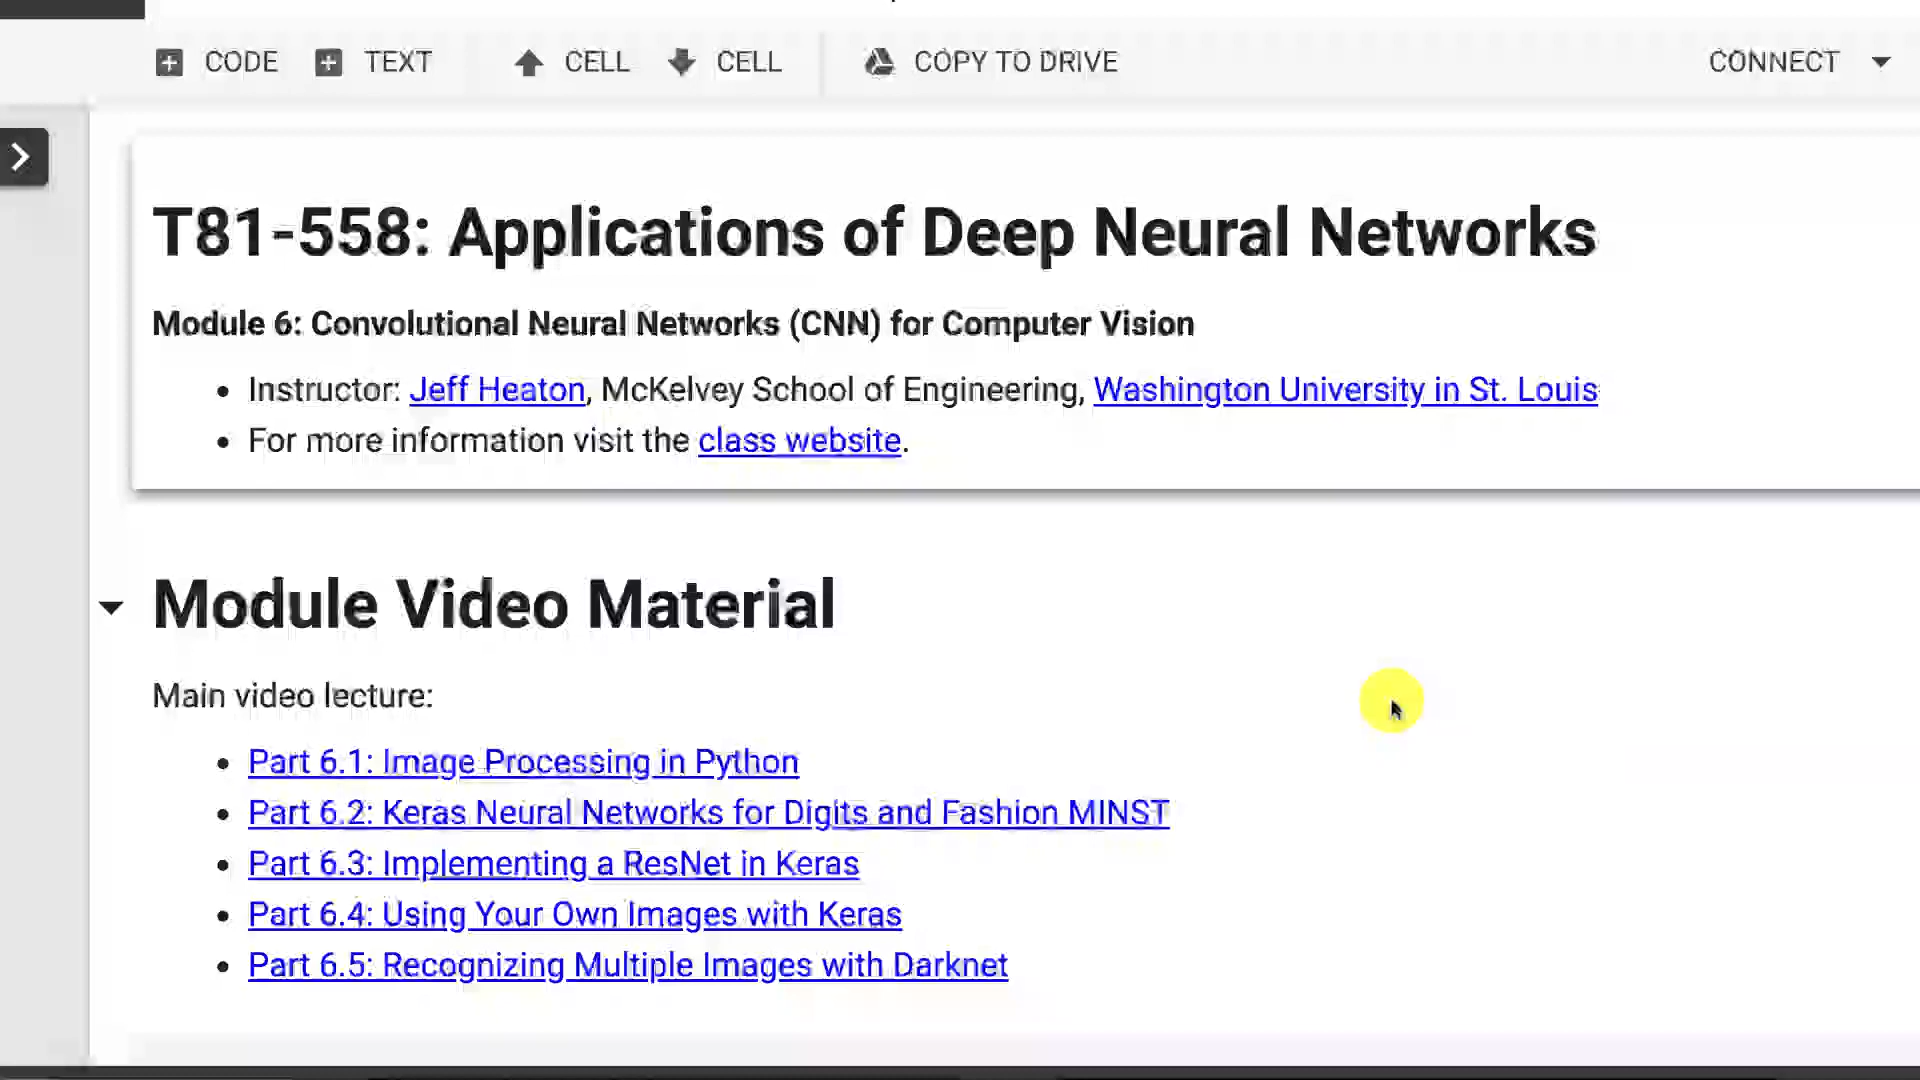 CODE TEXT CELL CELL COPY TO DRIVE CONNECT
T81-558: Applications of Deep Neural Networks
Module 6: Convolutional Neural Networks (CNN) for Computer Vision
Instructor: Jeff Heaton, McKelvey School of Engineering, Washington University in St. Louis
For more information visit the class website.
Module Video Material
Main video lecture:
Part 6.1: Image Processing in Python
Part 6.2: Keras Neural Networks for Digits and Fashion MINST
Part 6.3: Implementing a ResNet in Keras
Part 6.4: Using Your Own Images with Keras
Part 6.5: Recognizing Multiple Images with Darknet